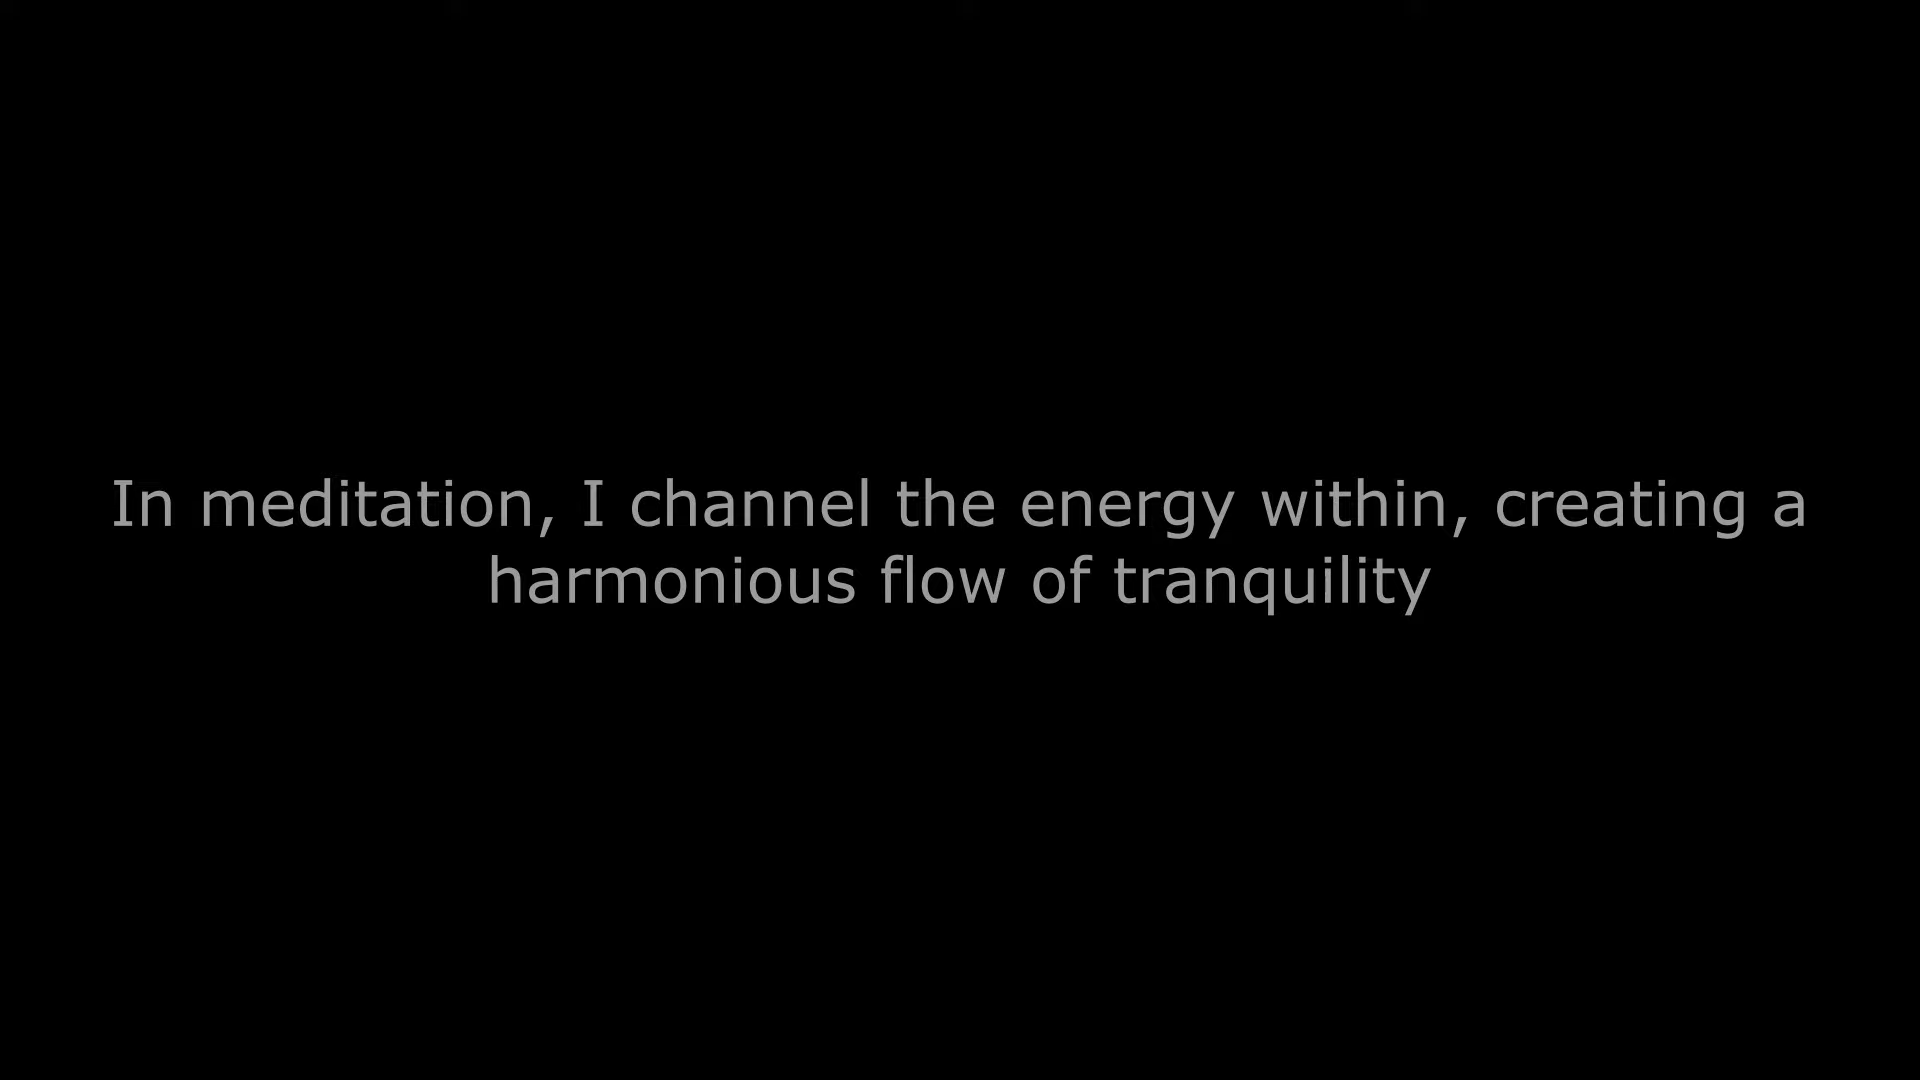 In meditation, I channel the energy within, creating a
harmonious flow of tranquility